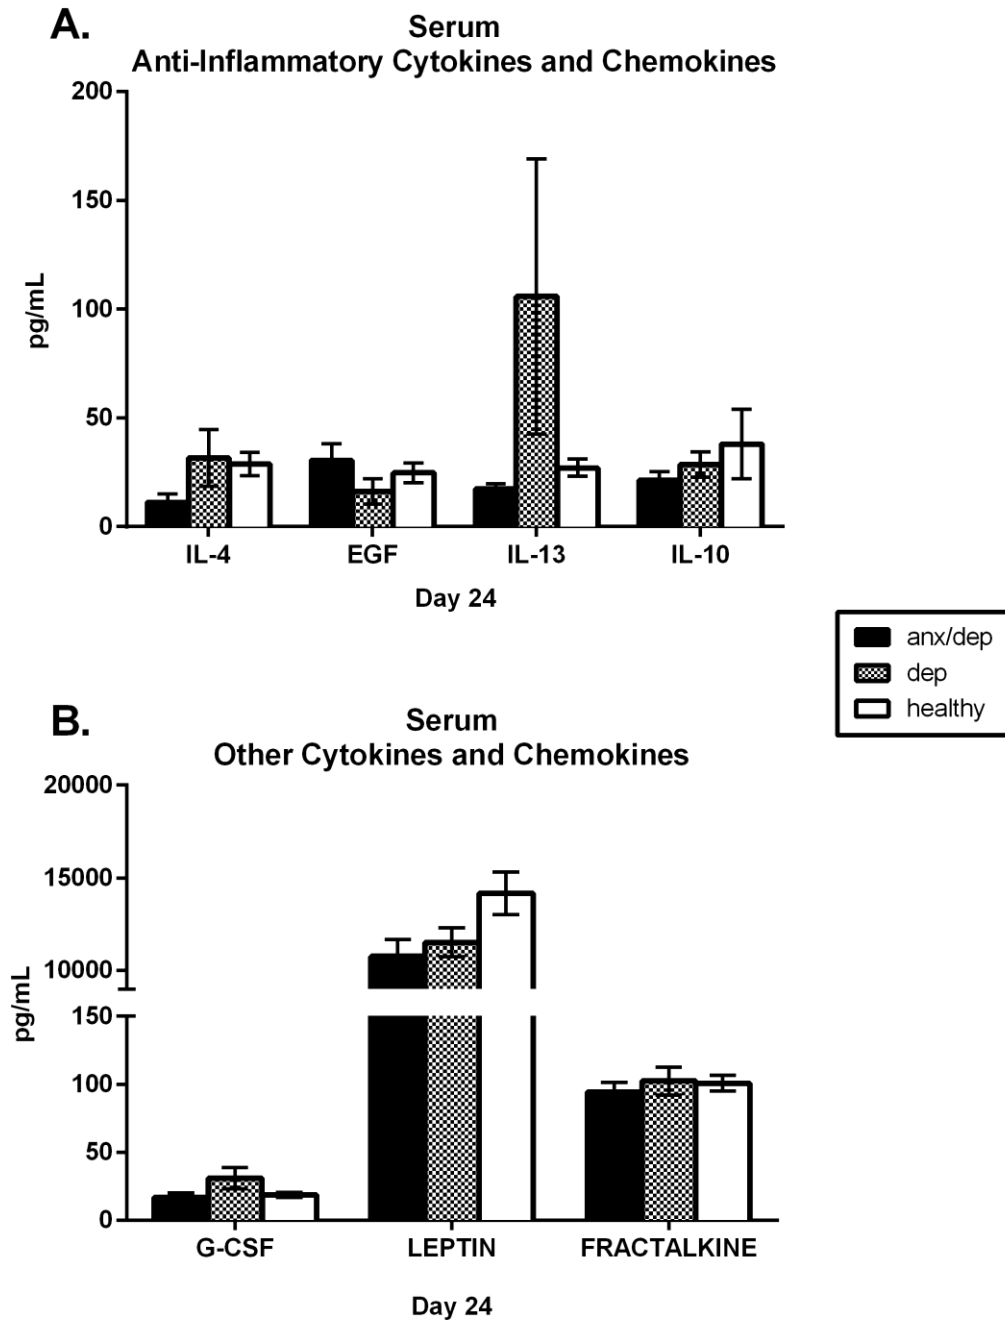 A.
Serum
Anti-Inflammatory Cytokines and Chemokines
200
150
100
50
0
pg/mL
IL-4 EGF IL-13 IL-10
Day 24
anx/dep
dep
healthy
B.
Serum
Other Cytokines and Chemokines
20000
15000
10000
150
100
50
0
pg/mL
G-CSF LEPTIN FRACTALKINE
Day 24